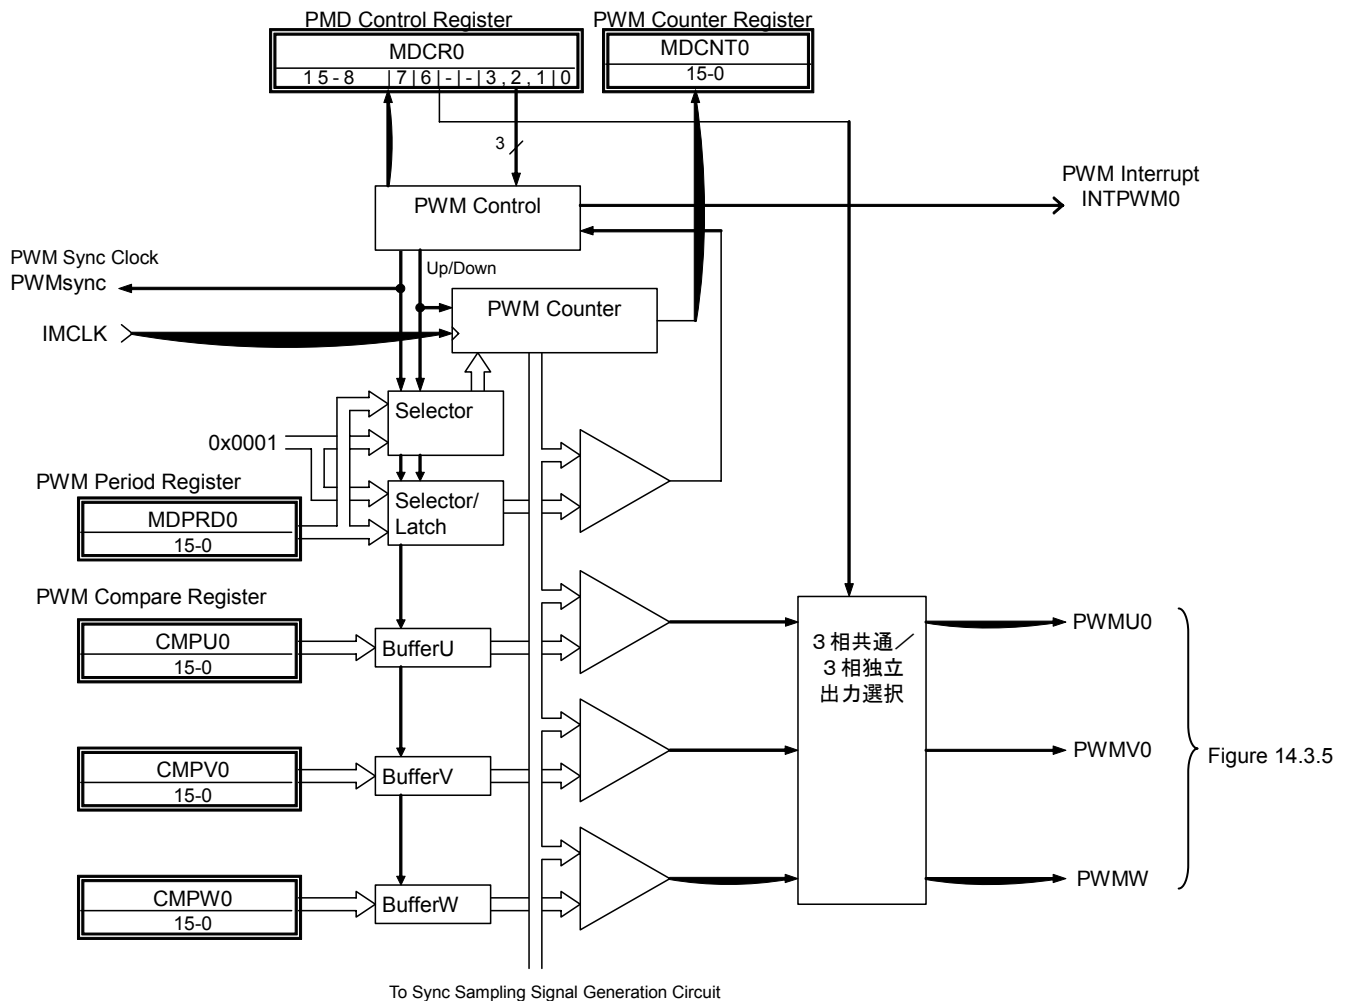 PMD Control Register
PWM Counter Register
MDCR0
15-8 |7|6|-|-|3,2,1|0
MDCNT0
15-0
3
PWM Interrupt
INTPWM0
PWM Control
PWM Sync Clock
PWMsync
Up/Down
PWM Counter
IMCLK
Selector
0x0001
PWM Period Register
MDPRD0
15-0
Selector/
Latch
PWM Compare Register
CMPU0
15-0
BufferU
3相共通/
3相独立
出力選択
PWMU0
CMPV0
15-0
BufferV
PWMV0
Figure 14.3.5
CMPW0
15-0
BufferW
PWMW
To Sync Sampling Signal Generation Circuit